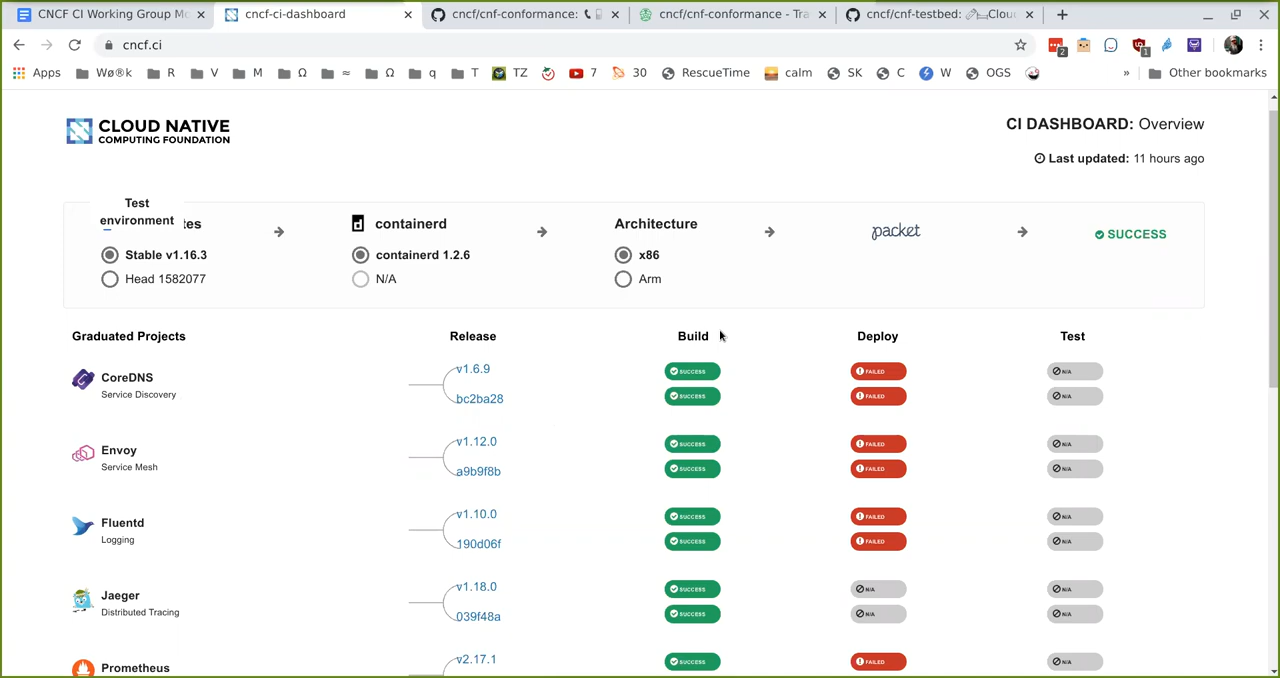 CNCF CI Working Group Mc
cncf-ci-dashboard
cncf/cnf-conformance:
cncf/cnf-conformance - Tra
cncf/cnf-testbed:
Clou
cncf.ci
2
1
Apps
Wø®k
R
V
M
Ω
≈
Ω
q
T
TZ
7
30
RescueTime
calm
SK
C
W
OGS
»
Other bookmarks
CLOUD NATIVE
COMPUTING FOUNDATION
CI DASHBOARD: Overview
Last updated: 11 hours ago
Test
environment
tes
containerd
Architecture
packet
SUCCESS
Stable v1.16.3
containerd 1.2.6
x86
Head 1582077
N/A
Arm
Graduated Projects
Release
Build
Deploy
Test
CoreDNS
Service Discovery
v1.6.9
SUCCESS
FAILED
N/A
bc2ba28
SUCCESS
FAILED
N/A
Envoy
Service Mesh
v1.12.0
SUCCESS
FAILED
N/A
a9b9f8b
SUCCESS
FAILED
N/A
Fluentd
Logging
v1.10.0
SUCCESS
FAILED
N/A
190d06f
SUCCESS
FAILED
N/A
Jaeger
Distributed Tracing
v1.18.0
SUCCESS
N/A
N/A
039f48a
SUCCESS
N/A
N/A
Prometheus
v2.17.1
SUCCESS
FAILED
N/A